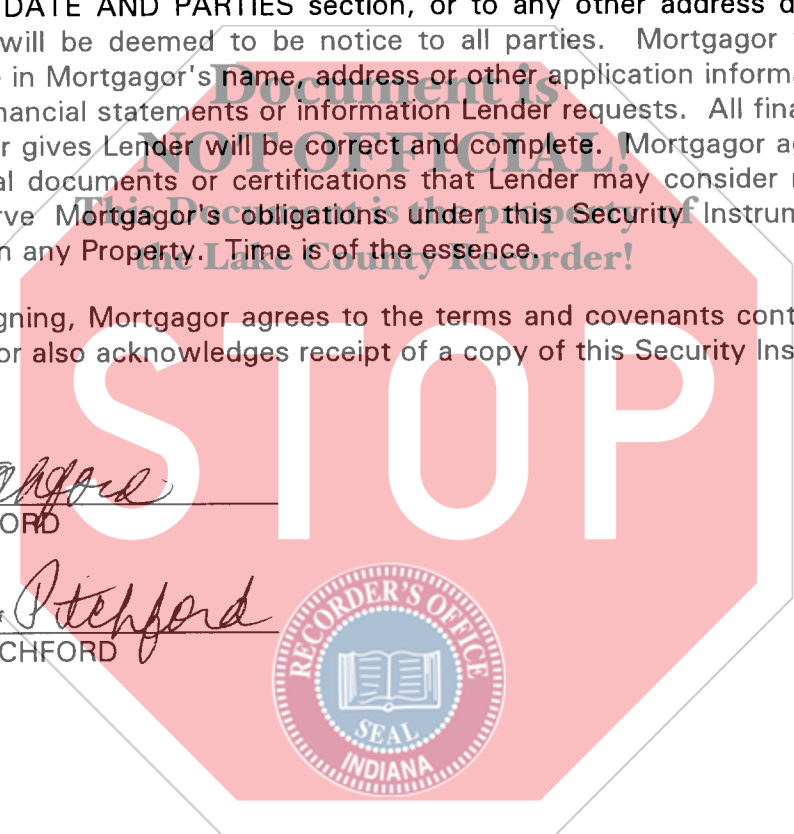 DATE AND PARTIES section, or to any other address d
will be deemed to be notice to all parties. Mortgagor
in Mortgagor's name, address or other application informa
nancial statements or information Lender requests. All fina
r gives Lender will be correct and complete. Mortgagor ag
al documents or certifications that Lender may consider
rve Mortgagor's obligations under this Security Instrum
n any Property. Time is of the essence.
gning, Mortgagor agrees to the terms and covenants cont
or also acknowledges receipt of a copy of this Security Ins
Document is
NOT OFFICIAL!
This Document is the property of
the Lake County Recorder!
STOP
hford
ORD
Pitchford
CHFORD
RECORDER'S OFFICE
SEAL
INDIANA